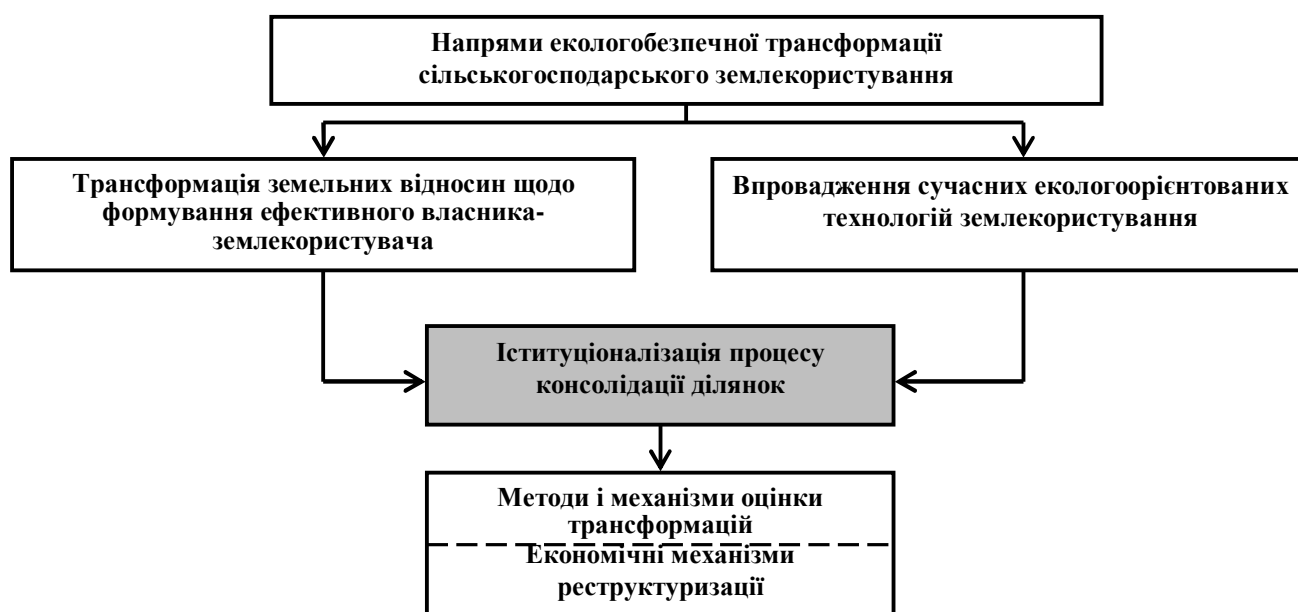 Напрями екологобезпечної трансформації
сільськогосподарського землекористування
Трансформація земельних відносин щодо
формування ефективного власника-
землекористувача
Впровадження сучасних екологоорієнтованих
технологій землекористування
Іституціоналізація процесу
консолідації ділянок
Методи і механізми оцінки
трансформацій
Економічні механізми
реструктуризації